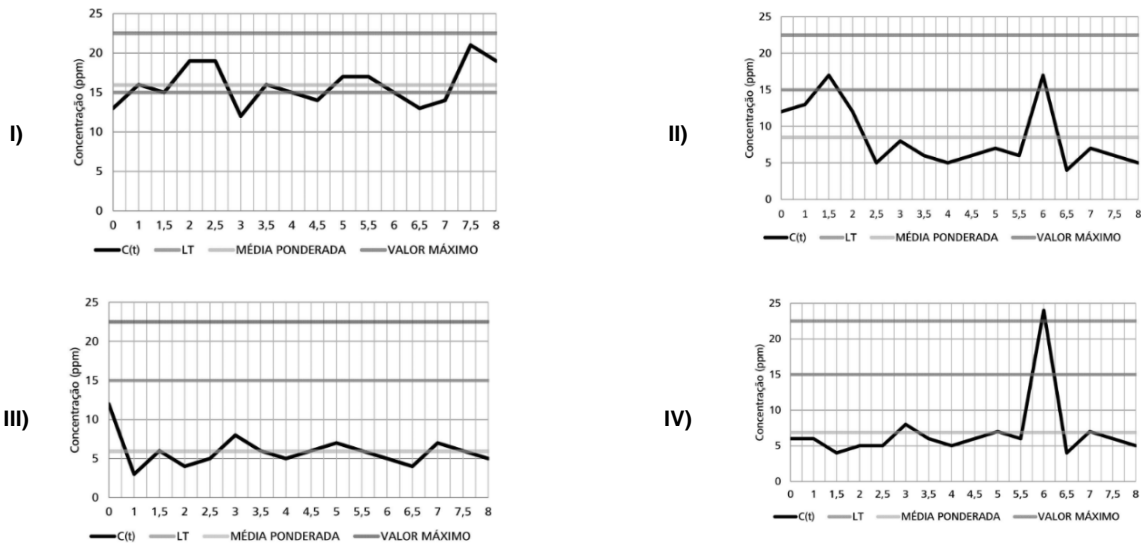 I)
Concentração (ppm)
25
20
15
10
5
0
0 1 1,5 2 2,5 3 3,5 4 4,5 5 5,5 6 6,5 7 7,5 8
C(t) LT MÉDIA PONDERADA VALOR MÁXIMO
II)
Concentração (ppm)
25
20
15
10
5
0
0 1 1,5 2 2,5 3 3,5 4 4,5 5 5,5 6 6,5 7 7,5 8
C(t) LT MÉDIA PONDERADA VALOR MÁXIMO
III)
Concentração (ppm)
25
20
15
10
5
0
0 1 1,5 2 2,5 3 3,5 4 4,5 5 5,5 6 6,5 7 7,5 8
C(t) LT MÉDIA PONDERADA VALOR MÁXIMO
IV)
Concentração (ppm)
25
20
15
10
5
0
0 1 1,5 2 2,5 3 3,5 4 4,5 5 5,5 6 6,5 7 7,5 8
C(t) LT MÉDIA PONDERADA VALOR MÁXIMO